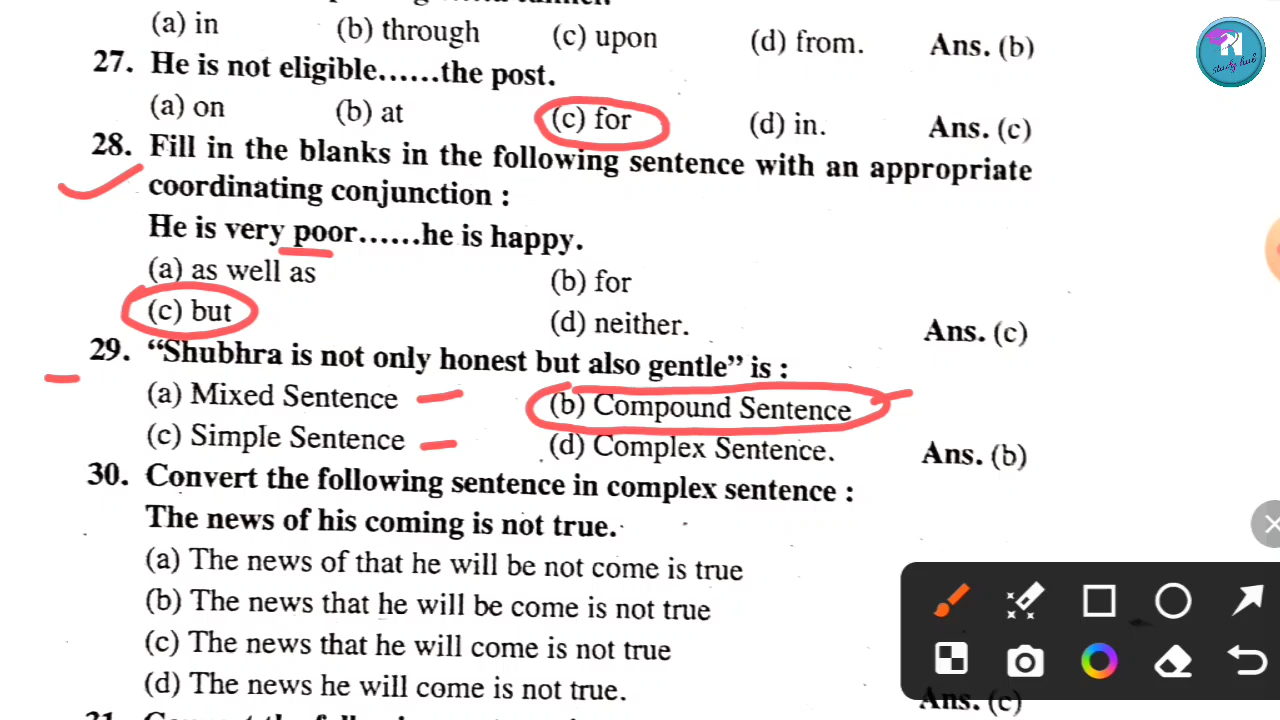 (a) in (b) through (c) upon (d) from. Ans. (b)
27. He is not eligible......the post.
(a) on (b) at (c) for (d) in. Ans. (c)
28. Fill in the blanks in the following sentence with an appropriate
coordinating conjunction :
He is very poor......he is happy.
(a) as well as (b) for
(c) but (d) neither. Ans. (c)
29. “Shubhra is not only honest but also gentle” is :
(a) Mixed Sentence (b) Compound Sentence
(c) Simple Sentence (d) Complex Sentence. Ans. (b)
30. Convert the following sentence in complex sentence :
The news of his coming is not true.
(a) The news of that he will be not come is true
(b) The news that he will be come is not true
(c) The news that he will come is not true
(d) The news he will come is not true. Ans. (c)
study hub